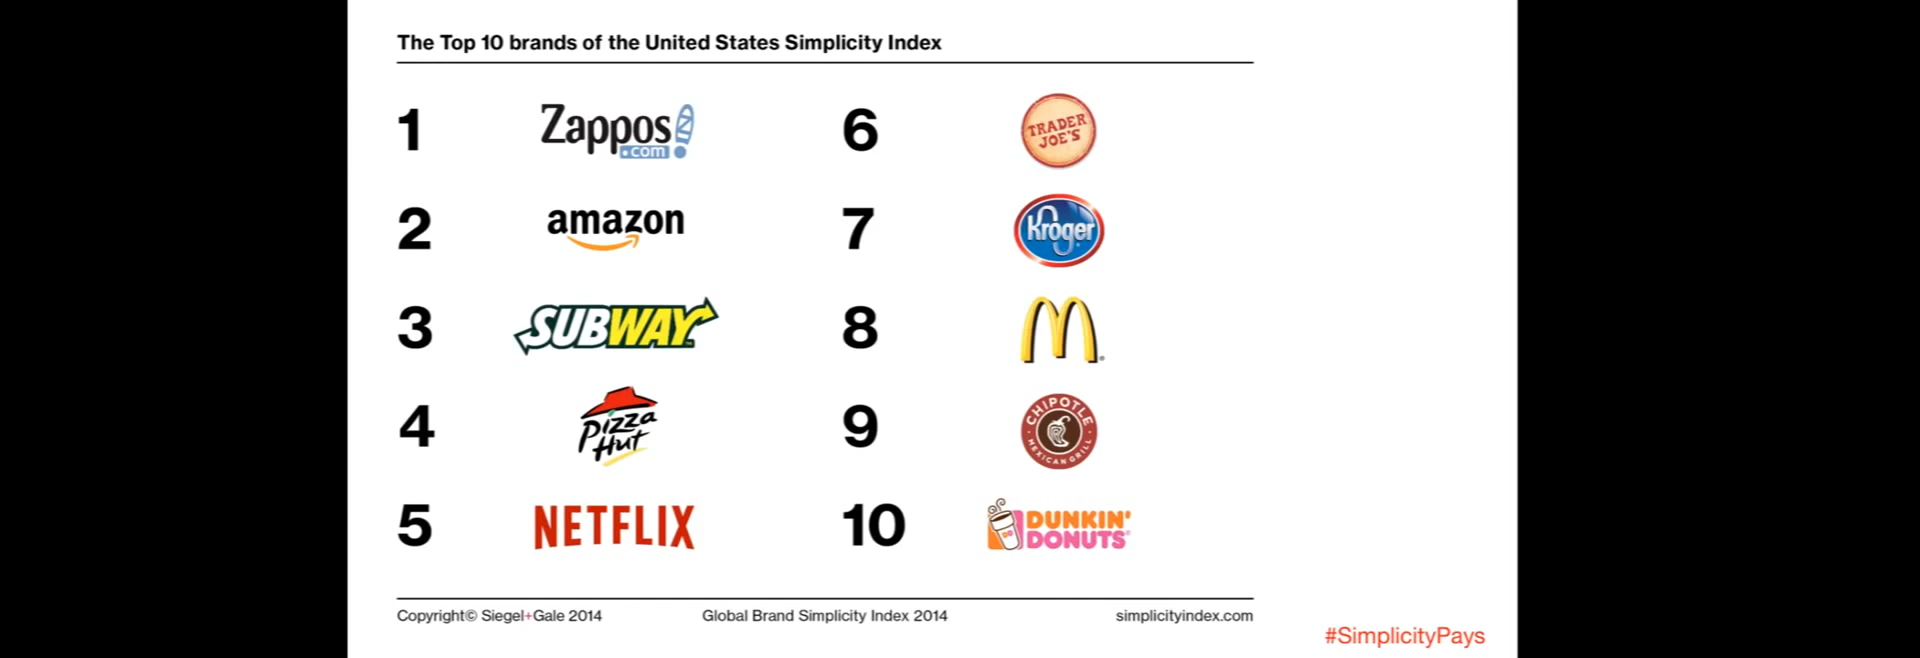 The Top 10 brands of the United States Simplicity Index
1
Zappos
.com
2
amazon
3
SUBWAY
4
Pizza
Hut
5
NETFLIX
6
TRADER
JOE'S
7
Kroger
8
M
9
CHIPOTLE
MEXICAN GRILL
10
DUNKIN'
DONUTS
DD
Copyright© Siegel+Gale 2014
Global Brand Simplicity Index 2014
simplicityindex.com
#SimplicityPays